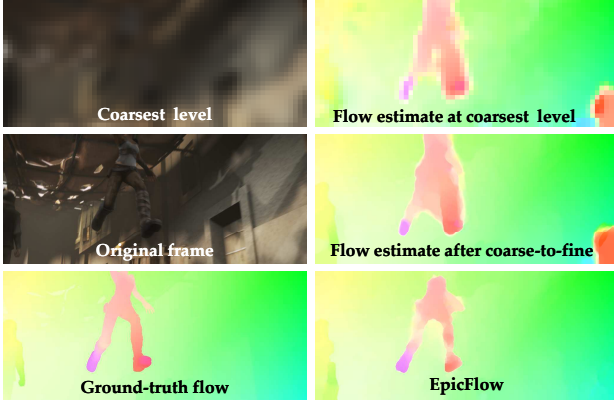 Coarsest level
Flow estimate at coarsest level
Original frame
Flow estimate after coarse-to-fine
Ground-truth flow
EpicFlow